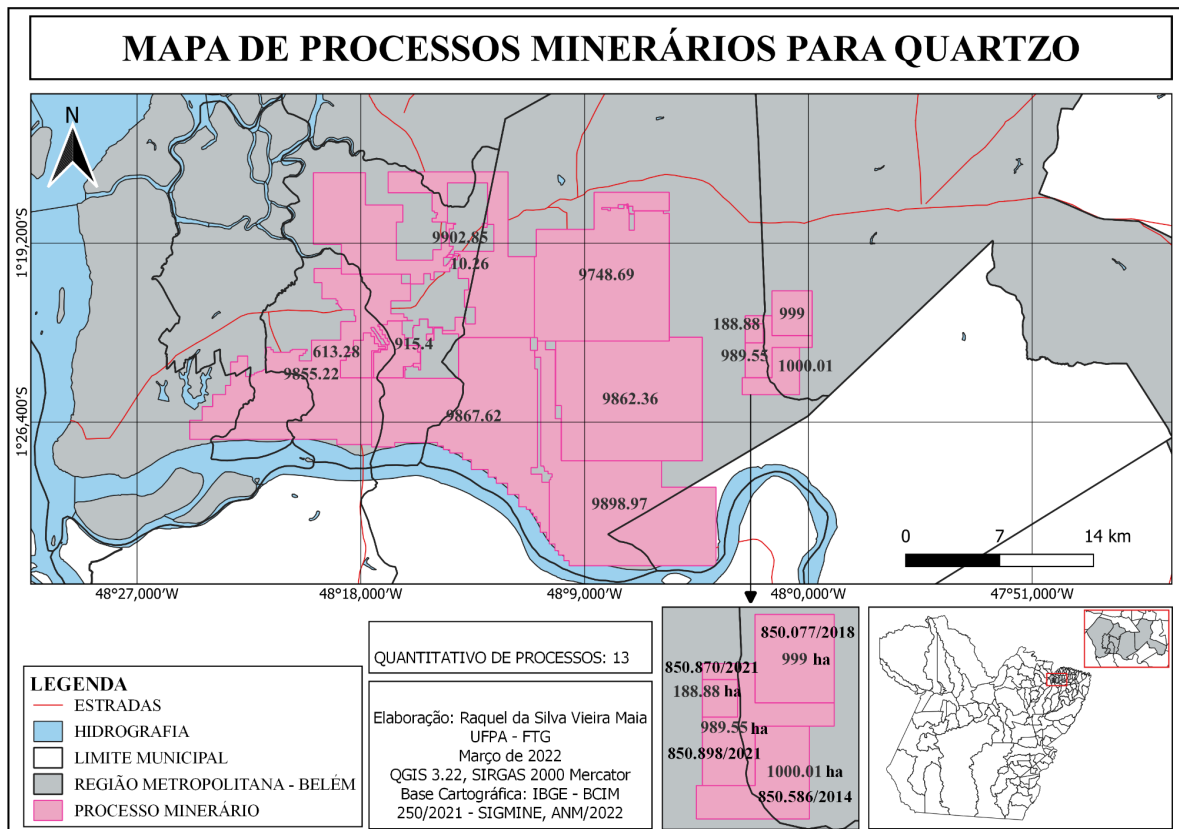 MAPA DE PROCESSOS MINERÁRIOS PARA QUARTZO
N
1°19,200'S
1°26,400'S
9902.85
10.26
9748.69
999
188.88
613.28
915.4
989.55
1000.01
9855.22
9862.36
9867.62
9898.97
0 7 14 km
48°27,000'W 48°18,000'W 48°9,000'W 48°0,000'W 47°51,000'W
LEGENDA
ESTRADAS
HIDROGRAFIA
LIMITE MUNICIPAL
REGIÃO METROPOLITANA - BELÉM
PROCESSO MINERÁRIO
QUANTITATIVO DE PROCESSOS: 13
Elaboração: Raquel da Silva Vieira Maia
UFPA - FTG
Março de 2022
QGIS 3.22, SIRGAS 2000 Mercator
Base Cartográfica: IBGE - BCIM
250/2021 - SIGMINE, ANM/2022
850.077/2018
999 ha
850.870/2021
188.88 ha
989.55 ha
850.898/2021
1000.01 ha
850.586/2014